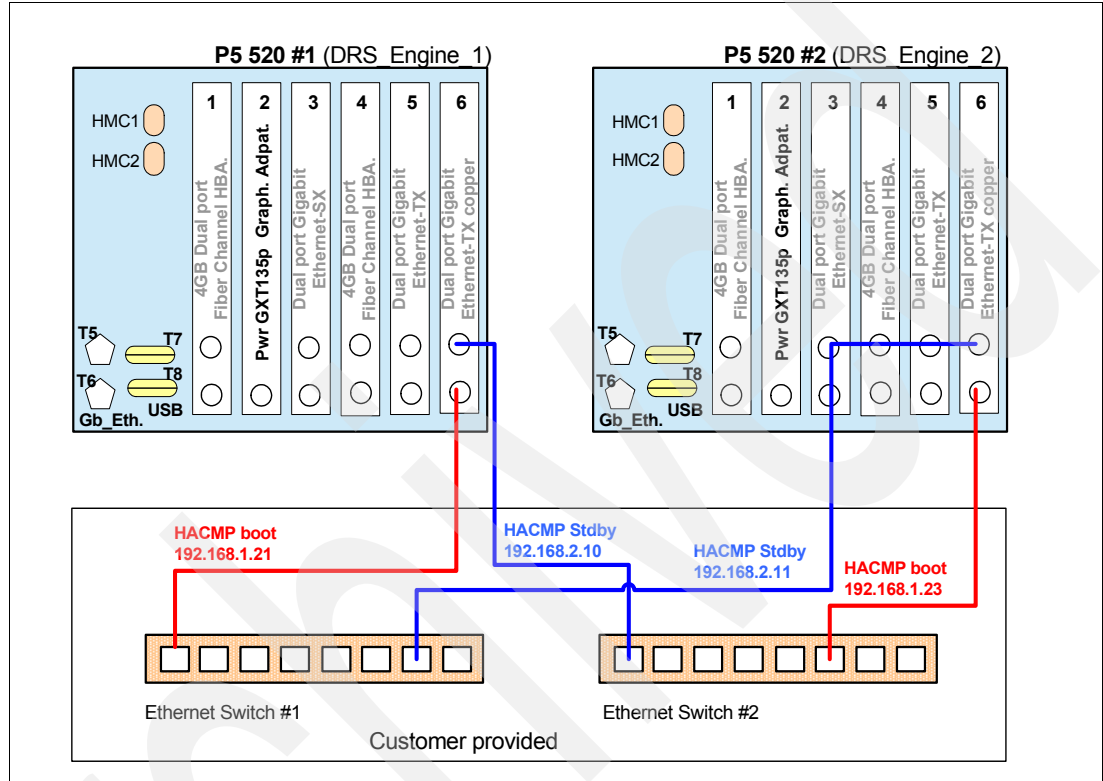 P5 520 #1 (DRS_Engine_1)
HMC1
HMC2
1
2
3
4
5
6
4GB Dual port
Fiber Channel HBA.
Pwr GXT135p Graph. Adpat.
Dual port Gigabit
Ethernet-SX
4GB Dual port
Fiber Channel HBA.
Dual port Gigabit
Ethernet-TX
Dual port Gigabit
Ethernet-TX copper
T5
T7
T6
T8
USB
Gb_Eth.
P5 520 #2 (DRS_Engine_2)
HMC1
HMC2
1
2
3
4
5
6
4GB Dual port
Fiber Channel HBA.
Pwr GXT135p Graph. Adpat.
Dual port Gigabit
Ethernet-SX
4GB Dual port
Fiber Channel HBA.
Dual port Gigabit
Ethernet-TX
Dual port Gigabit
Ethernet-TX copper
T5
T7
T6
T8
USB
Gb_Eth.
HACMP boot
192.168.1.21
HACMP Stdby
192.168.2.10
HACMP Stdby
192.168.2.11
HACMP boot
192.168.1.23
Ethernet Switch #1
Ethernet Switch #2
Customer provided